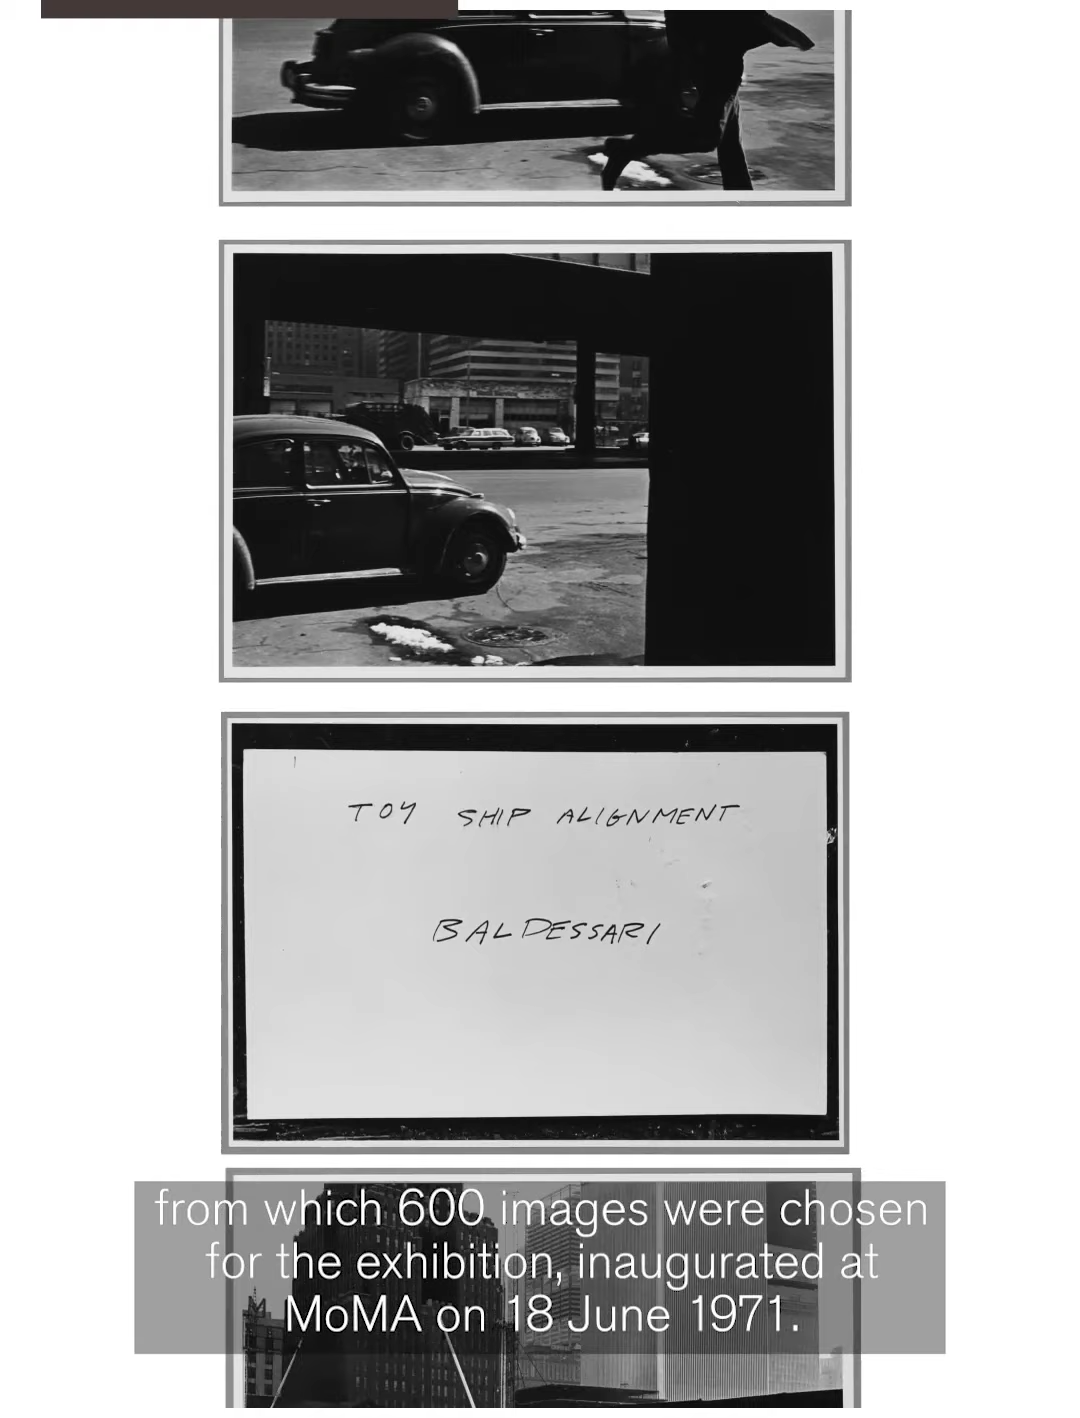 TOY SHIP ALIGNMENT
BALDESSARI
from which 600 images were chosen
for the exhibition, inaugurated at
MoMA on 18 June 1971.